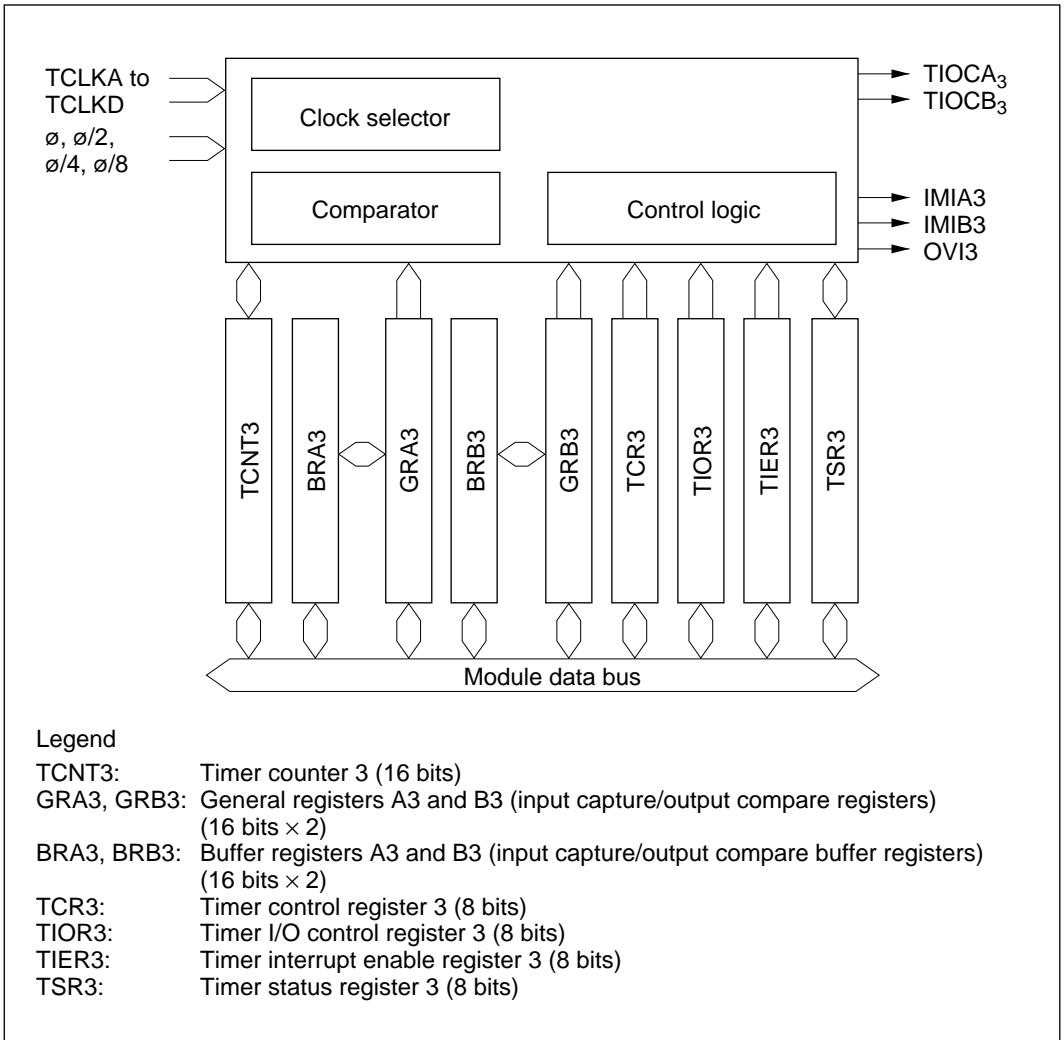 TCLKA to
TCLKD
ø, ø/2,
ø/4, ø/8
Clock selector
Comparator
Control logic
TIOCA3
TIOCB3
IMIA3
IMIB3
OVI3
TCNT3
BRA3
GRA3
BRB3
GRB3
TCR3
TIOR3
TIER3
TSR3
Module data bus
Legend
TCNT3: Timer counter 3 (16 bits)
GRA3, GRB3: General registers A3 and B3 (input capture/output compare registers)
(16 bits × 2)
BRA3, BRB3: Buffer registers A3 and B3 (input capture/output compare buffer registers)
(16 bits × 2)
TCR3: Timer control register 3 (8 bits)
TIOR3: Timer I/O control register 3 (8 bits)
TIER3: Timer interrupt enable register 3 (8 bits)
TSR3: Timer status register 3 (8 bits)